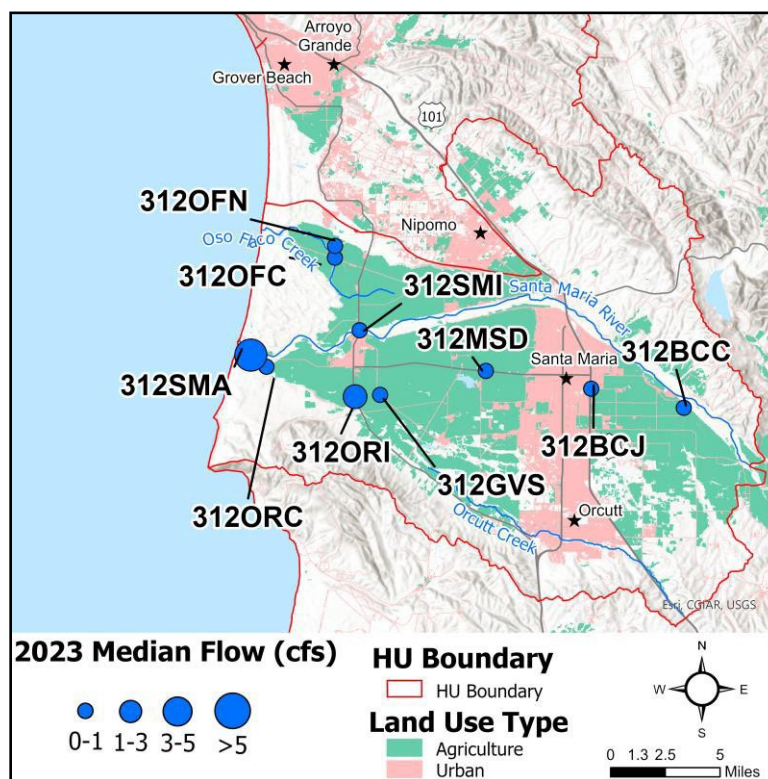 Arroyo
Grande
Grover Beach
101
312OFN
Nipomo
Oso Flaco Creek
312OFC
312SMI
Santa Maria River
312MSD
Santa Maria
312BCC
312SMA
312ORI
312BCJ
312GVS
312ORC
Orcutt
Orcutt Creek
Esri, CGIAR, USGS
2023 Median Flow (cfs)
0-1 1-3 3-5 >5
HU Boundary
HU Boundary
Land Use Type
Agriculture
Urban
N
W E
S
0 1.3 2.5 5
Miles